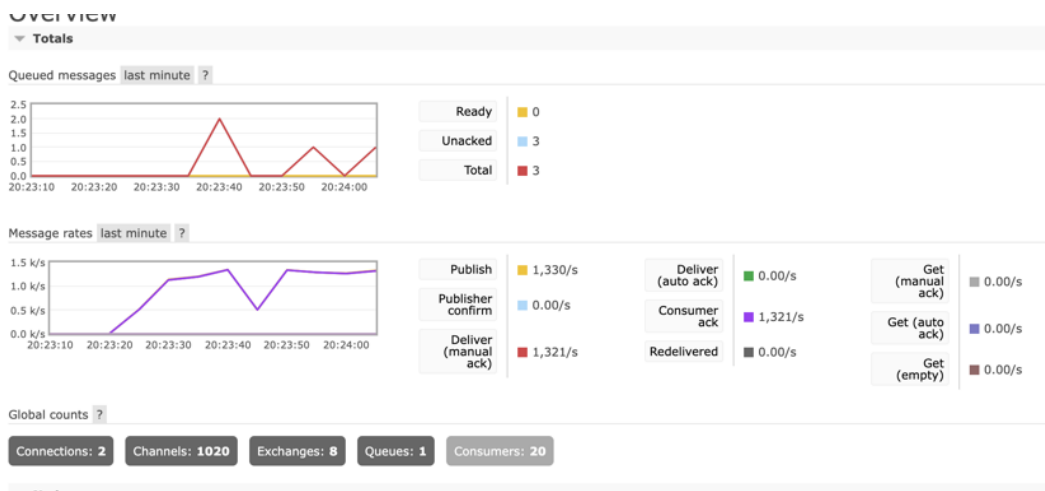 Overview
Totals
Queued messages last minute ?
2.5
2.0
1.5
1.0
0.5
0.0
20:23:10 20:23:20 20:23:30 20:23:40 20:23:50 20:24:00
Ready 0
Unacked 3
Total 3
Message rates last minute ?
1.5 k/s
1.0 k/s
0.5 k/s
0.0 k/s
20:23:10 20:23:20 20:23:30 20:23:40 20:23:50 20:24:00
Publish 1,330/s
Publisher
confirm 0.00/s
Deliver
(manual
ack) 1,321/s
Deliver
(auto ack) 0.00/s
Consumer
ack 1,321/s
Redelivered 0.00/s
Get
(manual
ack) 0.00/s
Get (auto
ack) 0.00/s
Get
(empty) 0.00/s
Global counts ?
Connections: 2 Channels: 1020 Exchanges: 8 Queues: 1 Consumers: 20